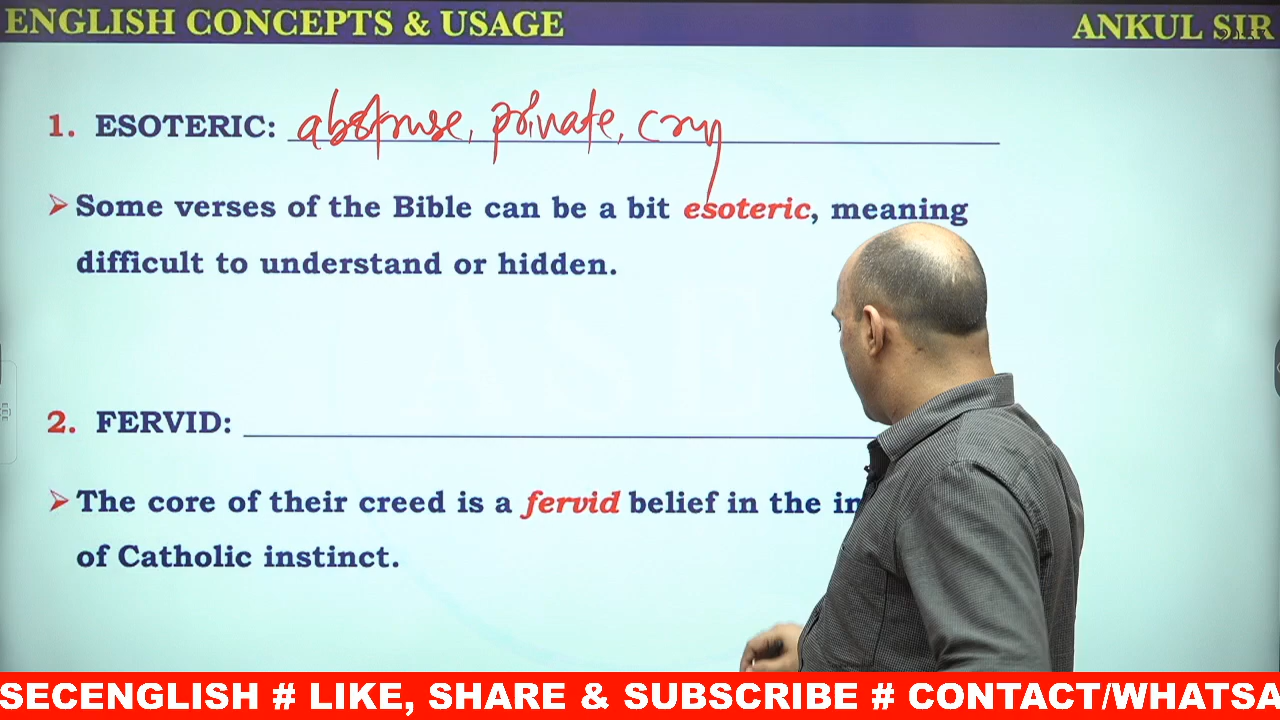 ENGLISH CONCEPTS & USAGE ANKUL SIR
1. ESOTERIC: abstruse, private, cryp
➢ Some verses of the Bible can be a bit esoteric, meaning
difficult to understand or hidden.
2. FERVID:
➢ The core of their creed is a fervid belief in the in
of Catholic instinct.
SECENGLISH # LIKE, SHARE & SUBSCRIBE # CONTACT/WHATSA